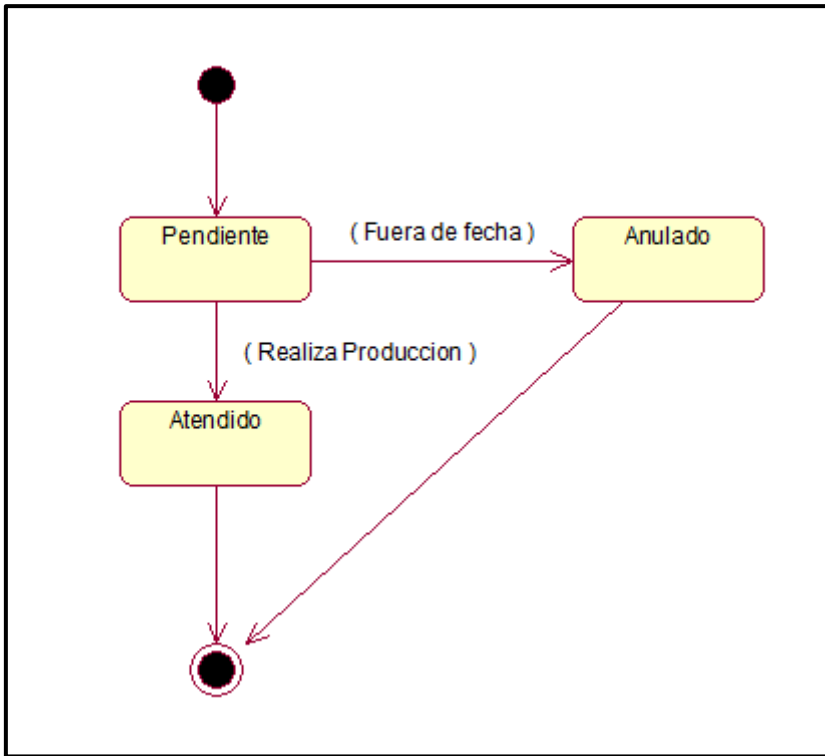 Pendiente
( Fuera de fecha )
Anulado
( Realiza Produccion )
Atendido